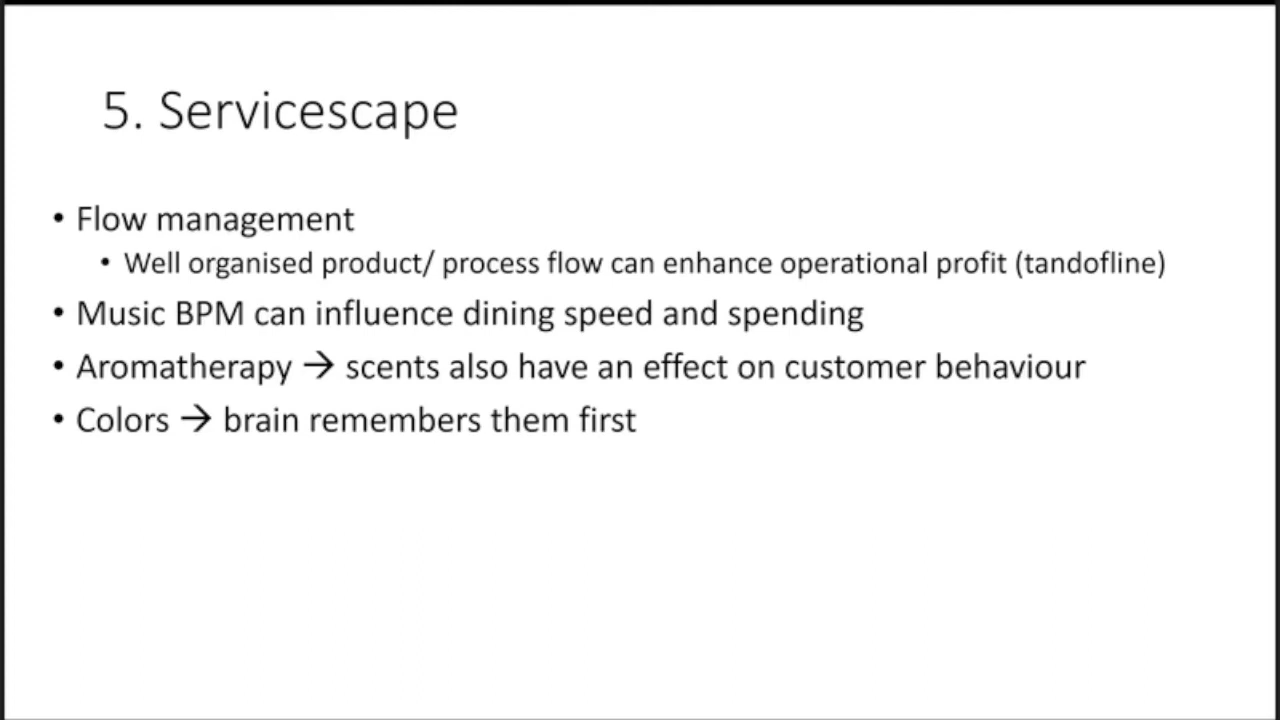 5. Servicescape
• Flow management
• Well organised product/ process flow can enhance operational profit (tandofline)
• Music BPM can influence dining speed and spending
• Aromatherapy → scents also have an effect on customer behaviour
• Colors → brain remembers them first